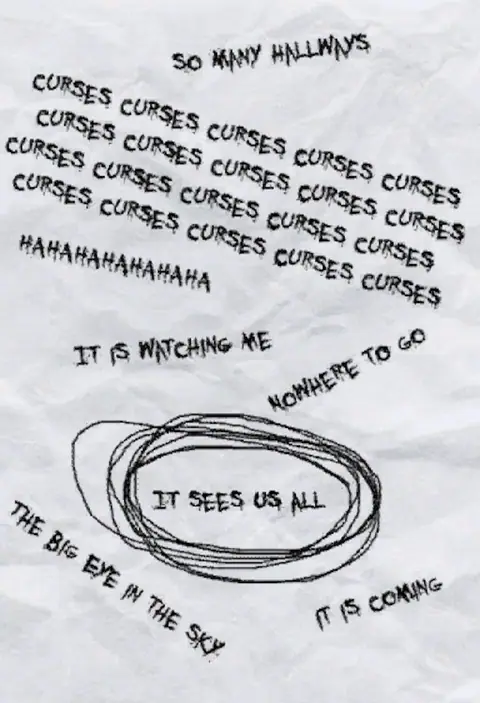 SO MANY HALLWAYS
CURSES CURSES CURSES CURSES CURSES
CURSES CURSES CURSES CURSES CURSES
CURSES CURSES CURSES CURSES CURSES
CURSES CURSES CURSES CURSES CURSES
HAHAHAHAHAHAHA
IT IS WATCHING ME
NOWHERE TO GO
IT SEES US ALL
THE BIG EYE IN THE SKY
IT IS COMING